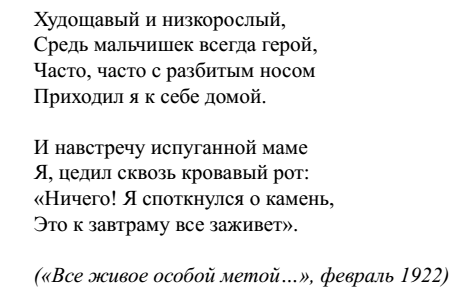 Худощавый и низкорослый,
Средь мальчишек всегда герой,
Часто, часто с разбитым носом
Приходил я к себе домой.

И навстречу испуганной маме
Я, цедил сквозь кровавый рот:
«Ничего! Я споткнулся о камень,
Это к завтраму все заживет».

(«Все живое особой метой…», февраль 1922)